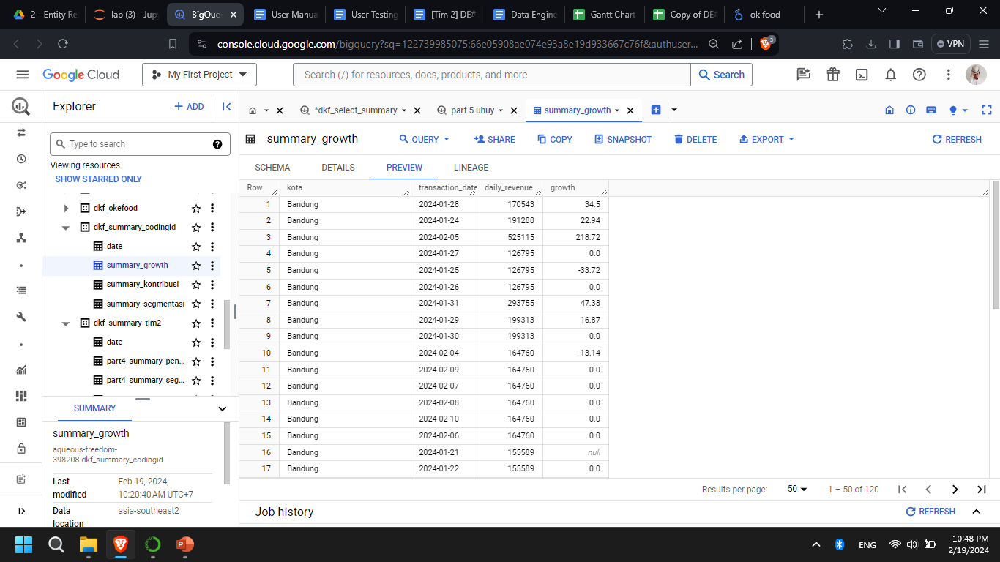 2 - Entity Re
lab (3) - Jup
BigQue
User Manua
User Testing
[Tim 2] DE#
Data Engine
Gantt Chart
Copy of DE#
ok food
console.cloud.google.com/bigquery?sq=122739985075:66e05908ae074e93a8e19d933667c76f&authuser...
3
VPN
Google Cloud
My First Project
Search (/) for resources, docs, products, and more
Search
Explorer
+ ADD
*dkf_select_summary
part 5 uhuy
summary_growth
Type to search
Viewing resources.
SHOW STARRED ONLY
dkf_okefood
dkf_summary_codingid
date
summary_growth
summary_kontribusi
summary_segmentasi
dkf_summary_tim2
date
part4_summary_pen...
part4_summary_seg...
SUMMARY
summary_growth
aqueous-freedom-
398208.dkf_summary_codingid
Last modified Feb 19, 2024, 10:20:40 AM UTC+7
Data location asia-southeast2
summary_growth
QUERY
SHARE
COPY
SNAPSHOT
DELETE
EXPORT
REFRESH
SCHEMA DETAILS PREVIEW LINEAGE
Row kota transaction_date daily_revenue growth
1 Bandung 2024-01-28 170543 34.5
2 Bandung 2024-01-24 191288 22.94
3 Bandung 2024-02-05 525115 218.72
4 Bandung 2024-01-27 126795 0.0
5 Bandung 2024-01-25 126795 -33.72
6 Bandung 2024-01-26 126795 0.0
7 Bandung 2024-01-31 293755 47.38
8 Bandung 2024-01-29 199313 16.87
9 Bandung 2024-01-30 199313 0.0
10 Bandung 2024-02-04 164760 -13.14
11 Bandung 2024-02-09 164760 0.0
12 Bandung 2024-02-07 164760 0.0
13 Bandung 2024-02-08 164760 0.0
14 Bandung 2024-02-10 164760 0.0
15 Bandung 2024-02-06 164760 0.0
16 Bandung 2024-01-21 155589 null
17 Bandung 2024-01-22 155589 0.0
Results per page: 50 1 – 50 of 120
Job history
REFRESH
ENG
10:48 PM
2/19/2024